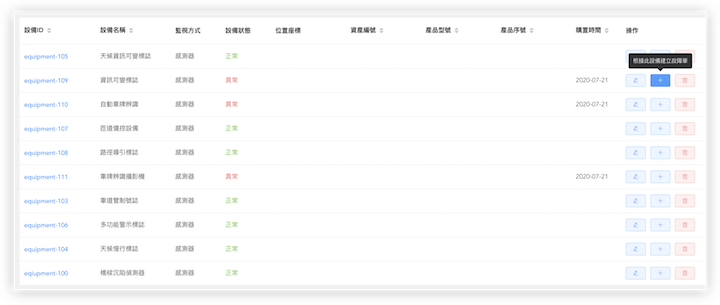 設備ID 設備名稱 監視方式 設備狀態 位置座標 資產編號 產品型號 產品序號 購置時間 操作
equipment-105 天候資訊可變標誌 感測器 正常
根據此設備建立故障單
equipment-109 資訊可變標誌 感測器 異常 2020-07-21
equipment-110 自動車牌辨識 感測器 異常 2020-07-21
equipment-107 匝道儀控設備 感測器 正常
equipment-108 路徑導引標誌 感測器 正常
equipment-111 車牌辨識攝影機 感測器 異常 2020-07-21
equipment-103 車道管制號誌 感測器 正常
equipment-106 多功能警示標誌 感測器 正常
equipment-104 天候慢行標誌 感測器 正常
eqiupment-100 橋樑沉陷偵測器 感測器 正常